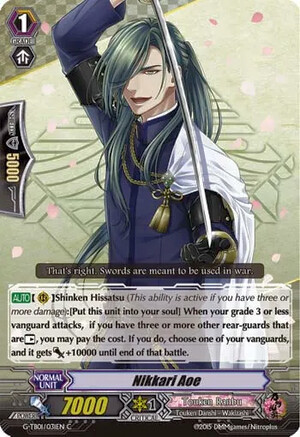 1
GRADE
5000
That's right. Swords are meant to be used in war.
AUTO [ ]Shinken Hissatsu (This ability is active if you have three or
more damage):[Put this unit into your soul] When your grade 3 or less
vanguard attacks, if you have three or more other rear-guards that
are , you may pay the cost. If you do, choose one of your vanguards,
and it gets +10000 until end of that battle.
NORMAL UNIT
Nikkari Aoe
POWER
7000
1
Touken Ranbu
Touken Danshi - Wakizashi
G-TB01/031EN C
©2015 DMM.games/Nitroplus